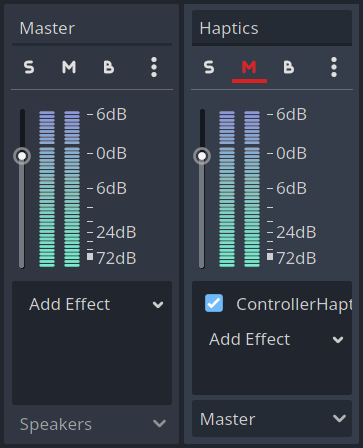 Master
S M B
6dB
0dB
6dB
24dB
72dB
Add Effect
Speakers
Haptics
S M B
6dB
0dB
6dB
24dB
72dB
ControllerHapt
Add Effect
Master